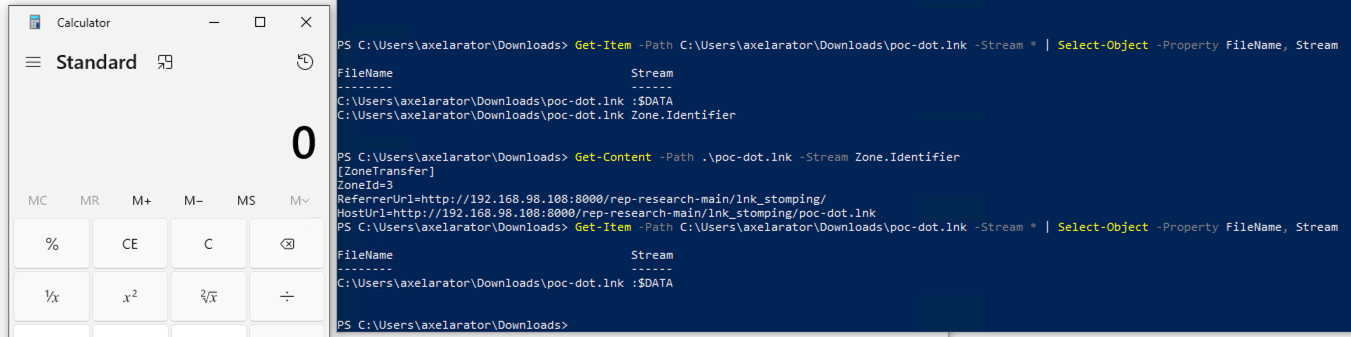 Calculator
Standard
0
MC MR M+ M− MS M
% CE C
¹/x x² ²√x ÷
PS C:\Users\axelarator\Downloads> Get-Item -Path C:\Users\axelarator\Downloads\poc-dot.lnk -Stream * | Select-Object -Property FileName, Stream
FileName Stream
-------- ------
C:\Users\axelarator\Downloads\poc-dot.lnk :$DATA
C:\Users\axelarator\Downloads\poc-dot.lnk Zone.Identifier
PS C:\Users\axelarator\Downloads> Get-Content -Path .\poc-dot.lnk -Stream Zone.Identifier
[ZoneTransfer]
ZoneId=3
ReferrerUrl=http://192.168.98.108:8000/rep-research-main/lnk_stomping/
HostUrl=http://192.168.98.108:8000/rep-research-main/lnk_stomping/poc-dot.lnk
PS C:\Users\axelarator\Downloads> Get-Item -Path C:\Users\axelarator\Downloads\poc-dot.lnk -Stream * | Select-Object -Property FileName, Stream
FileName Stream
-------- ------
C:\Users\axelarator\Downloads\poc-dot.lnk :$DATA
PS C:\Users\axelarator\Downloads>